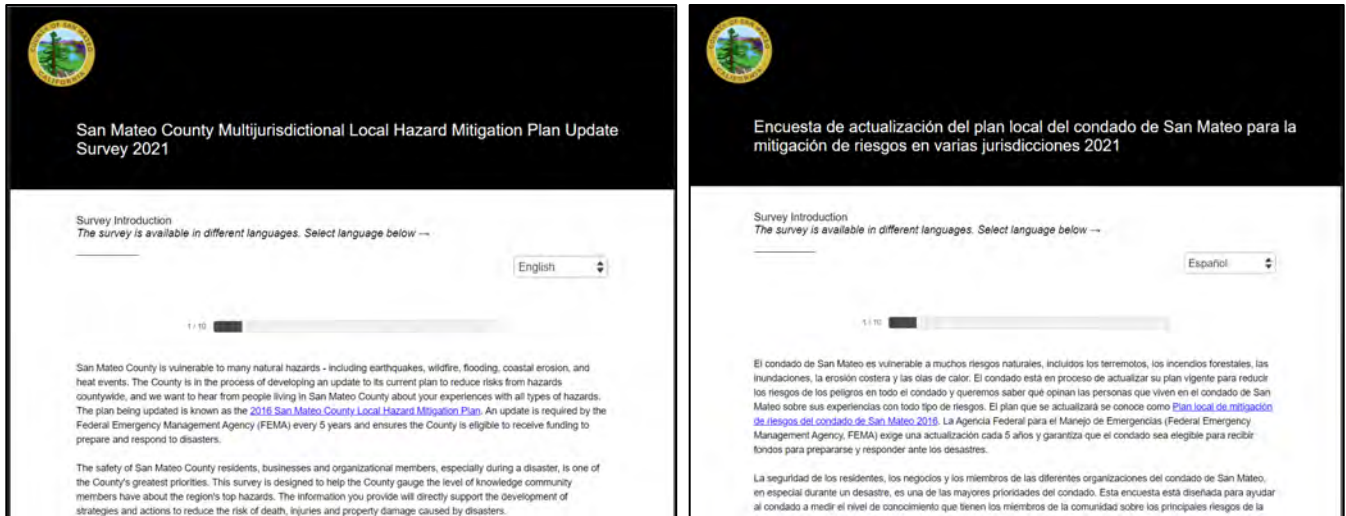 COUNTY OF SAN MATEO
CALIFORNIA
San Mateo County Multijurisdictional Local Hazard Mitigation Plan Update
Survey 2021
Survey Introduction
The survey is available in different languages. Select language below →
English
1 / 10
San Mateo County is vulnerable to many natural hazards - including earthquakes, wildfire, flooding, coastal erosion, and
heat events. The County is in the process of developing an update to its current plan to reduce risks from hazards
countywide, and we want to hear from people living in San Mateo County about your experiences with all types of hazards.
The plan being updated is known as the 2016 San Mateo County Local Hazard Mitigation Plan. An update is required by the
Federal Emergency Management Agency (FEMA) every 5 years and ensures the County is eligible to receive funding to
prepare and respond to disasters.
The safety of San Mateo County residents, businesses and organizational members, especially during a disaster, is one of
the County's greatest priorities. This survey is designed to help the County gauge the level of knowledge community
members have about the region's top hazards. The information you provide will directly support the development of
strategies and actions to reduce the risk of death, injuries and property damage caused by disasters.
COUNTY OF SAN MATEO
CALIFORNIA
Encuesta de actualización del plan local del condado de San Mateo para la
mitigación de riesgos en varias jurisdicciones 2021
Survey Introduction
The survey is available in different languages. Select language below →
Español
1 / 10
El condado de San Mateo es vulnerable a muchos riesgos naturales, incluidos los terremotos, los incendios forestales, las
inundaciones, la erosión costera y las olas de calor. El condado está en proceso de actualizar su plan vigente para reducir
los riesgos de los peligros en todo el condado y queremos saber qué opinan las personas que viven en el condado de San
Mateo sobre sus experiencias con todo tipo de riesgos. El plan que se actualizará se conoce como Plan local de mitigación
de riesgos del condado de San Mateo 2016. La Agencia Federal para el Manejo de Emergencias (Federal Emergency
Management Agency, FEMA) exige una actualización cada 5 años y garantiza que el condado sea elegible para recibir
fondos para prepararse y responder ante los desastres.
La seguridad de los residentes, los negocios y los miembros de las diferentes organizaciones del condado de San Mateo,
en especial durante un desastre, es una de las mayores prioridades del condado. Esta encuesta está diseñada para ayudar
al condado a medir el nivel de conocimiento que tienen los miembros de la comunidad sobre los principales riesgos de la